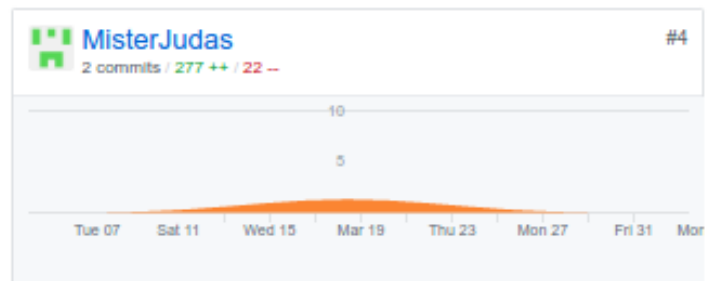 MisterJudas #4
2 commits / 277 ++ / 22 --
10
5
Tue 07 Sat 11 Wed 15 Mar 19 Thu 23 Mon 27 Fri 31 Mon